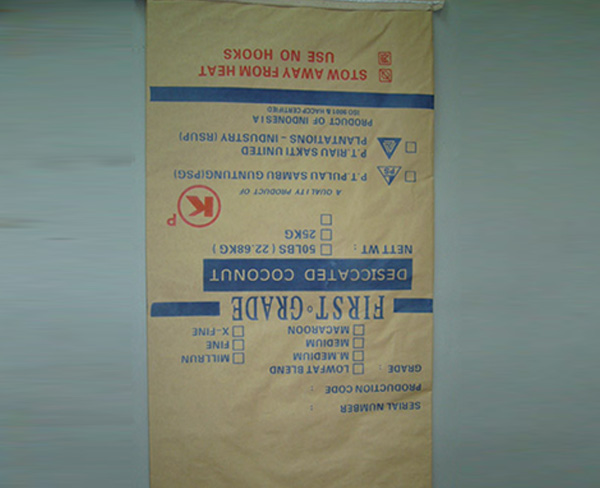 SERIAL NUMBER :
PRODUCTION CODE :
GRADE : LOWFAT BLEND MILLRUN
M.MEDIUM FINE
MEDIUM X-FINE
MACAROON
FIRST·GRADE
DESICCATED COCONUT
NETT WT : 50LBS ( 22.68KG )
25KG
K P
A QUALITY PRODUCT OF
PSG P.T. PULAU SAMBU GUNTUNG(PSG)
P.T. RIAU SAKTI UNITED
PLANTATIONS - INDUSTRY (RSUP)
PRODUCT OF INDONESIA
ISO 9001 & HACCP CERTIFIED
STOW AWAY FROM HEAT
USE NO HOOKS